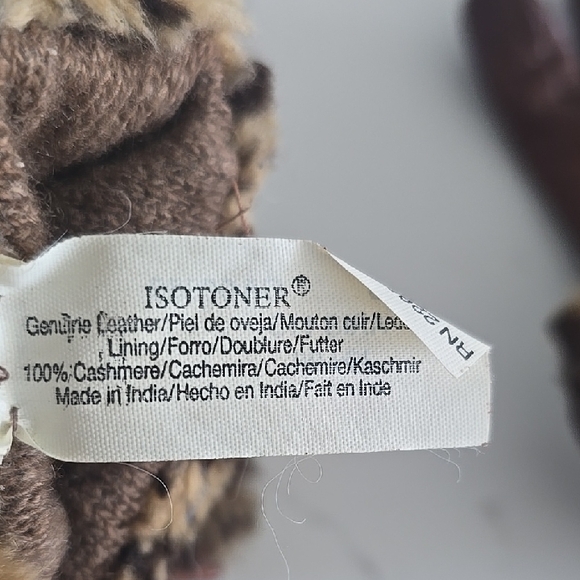 ISOTONER®
Genuine Leather/Piel de oveja/Mouton cuir/
Lining/Forro/Doublure/Futter
100% Cashmere/Cachemira/Cachemire/Kaschmir
Made in India/Hecho en India/Fait en Inde
RN